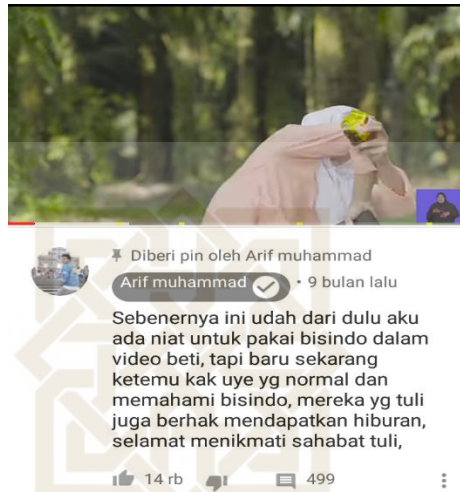 Diberi pin oleh Arif muhammad
Arif muhammad • 9 bulan lalu
Sebenernya ini udah dari dulu aku
ada niat untuk pakai bisindo dalam
video beti, tapi baru sekarang
ketemu kak uye yg normal dan
memahami bisindo, mereka yg tuli
juga berhak mendapatkan hiburan,
selamat menikmati sahabat tuli,
14 rb 499